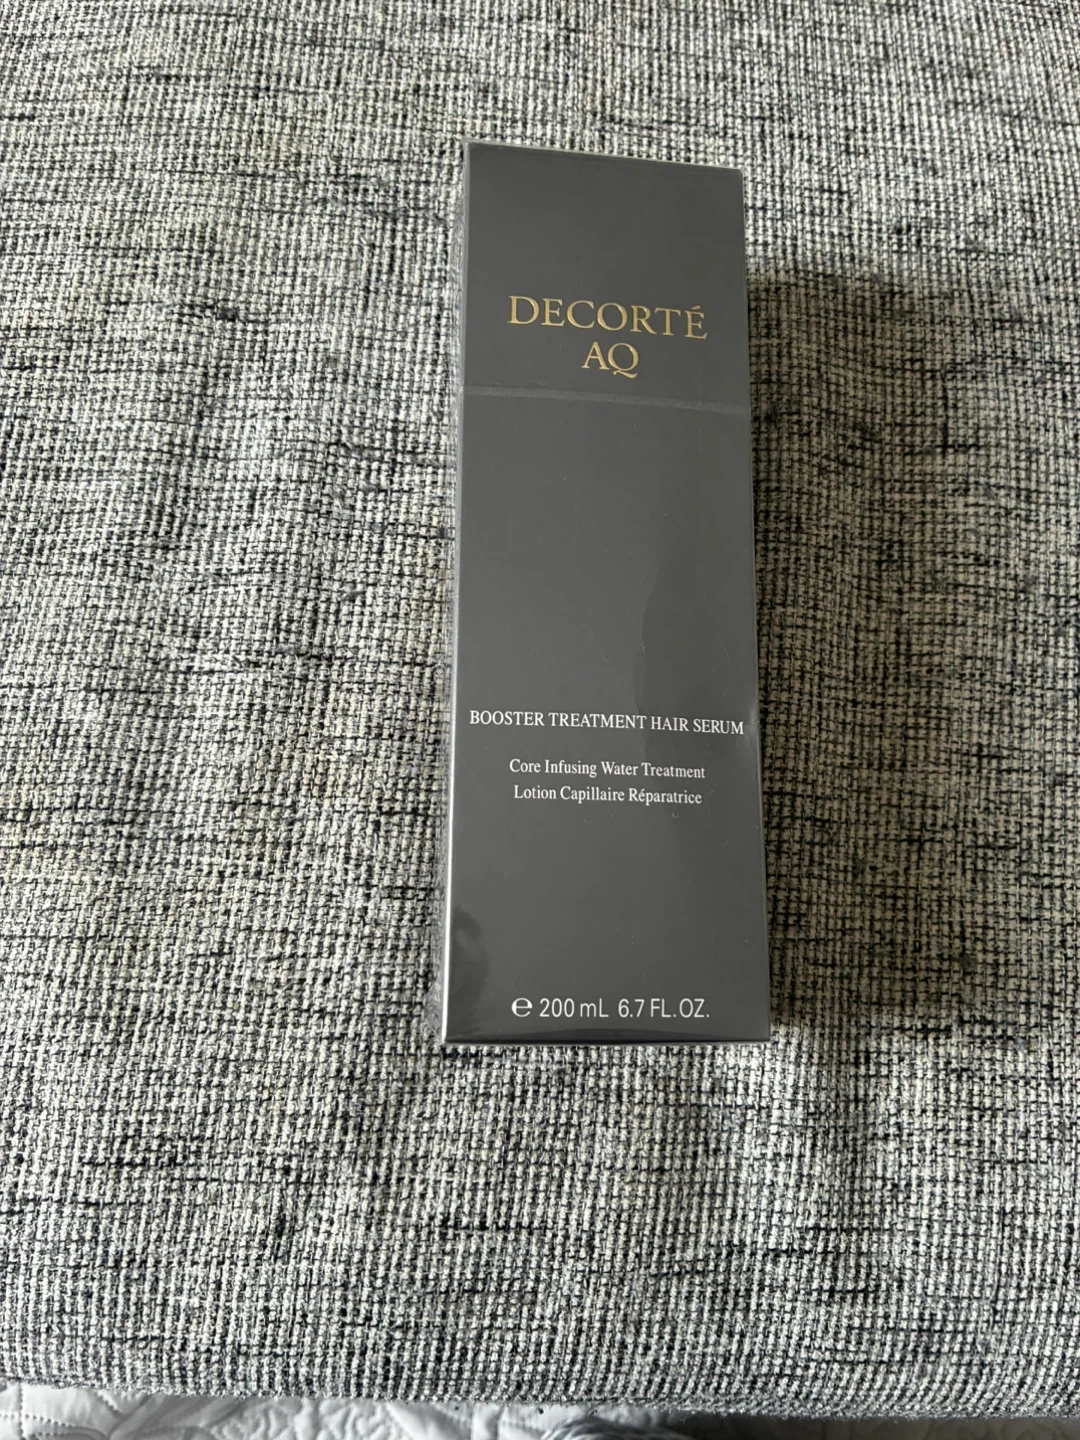 DECORTÉ
AQ
BOOSTER TREATMENT HAIR SERUM
Core Infusing Water Treatment
Lotion Capillaire Réparatrice
℮ 200 mL 6.7 FL.OZ.